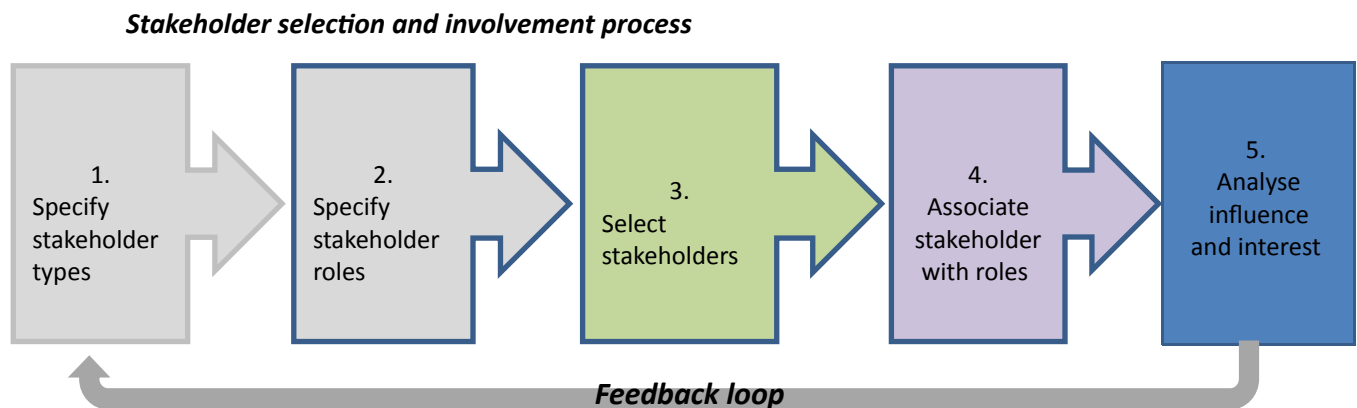 Stakeholder selection and involvement process
1.
Specify
stakeholder
types
2.
Specify
stakeholder
roles
3.
Select
stakeholders
4.
Associate
stakeholder
with roles
5.
Analyse
influence
and interest
Feedback loop